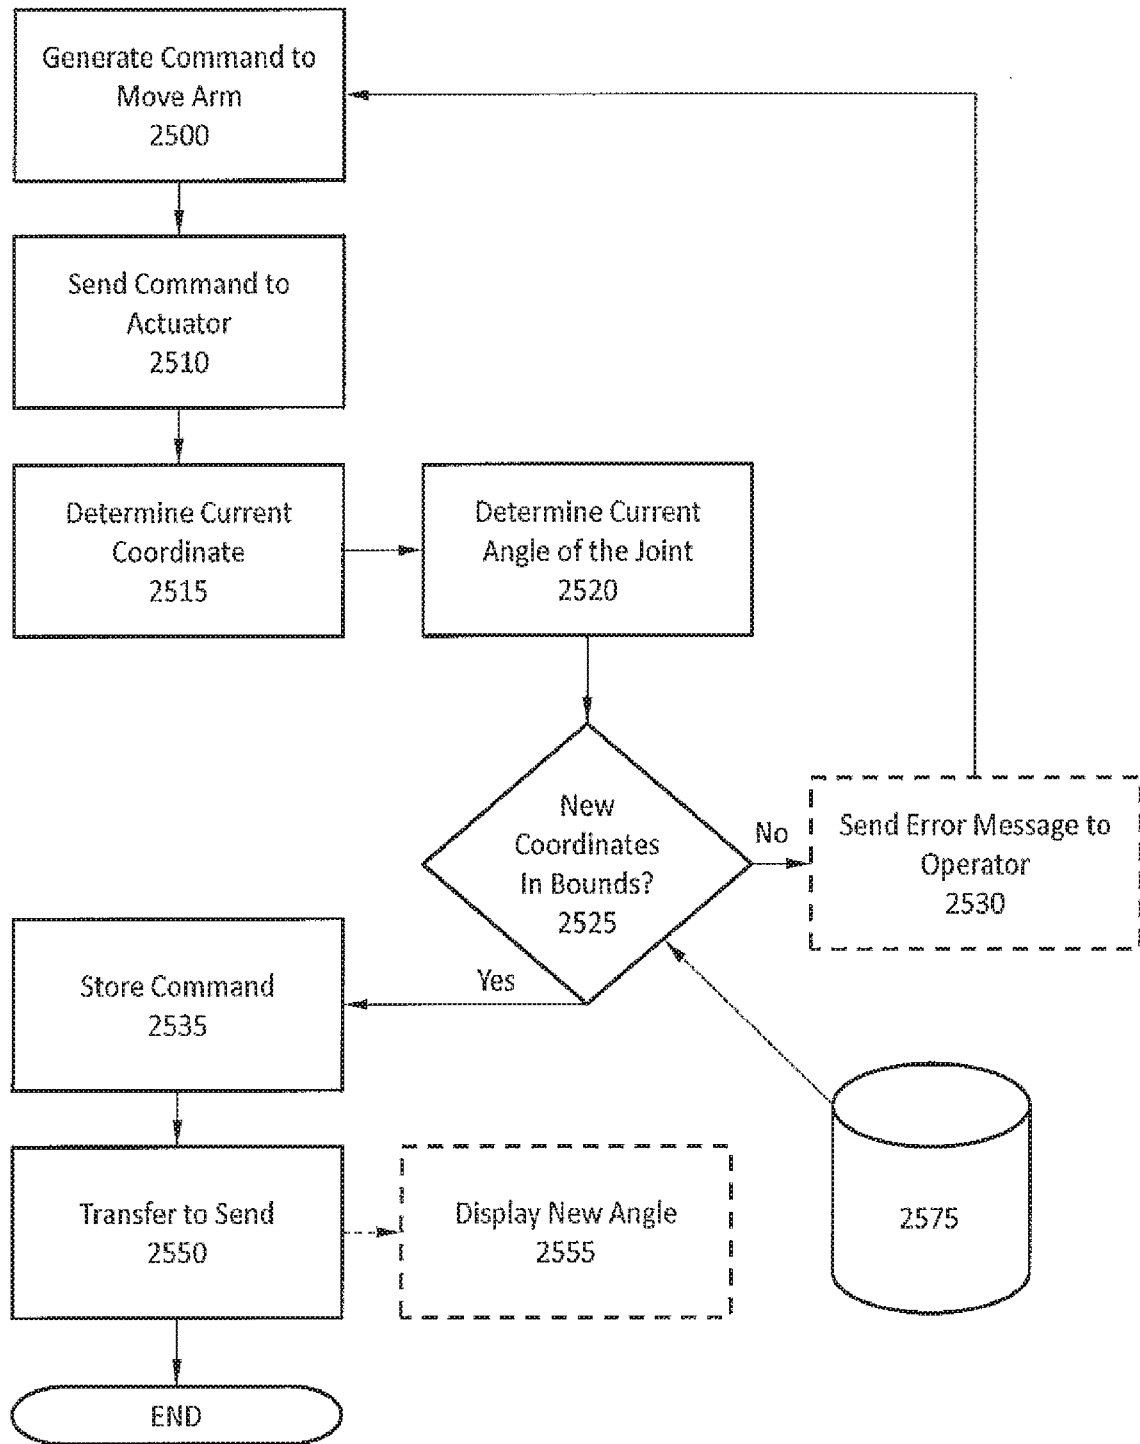 Generate Command to
Move Arm
2500
Send Command to
Actuator
2510
Determine Current
Coordinate
2515
Determine Current
Angle of the Joint
2520
New
Coordinates
In Bounds?
2525
No
Send Error Message to
Operator
2530
Yes
Store Command
2535
Transfer to Send
2550
Display New Angle
2555
2575
END